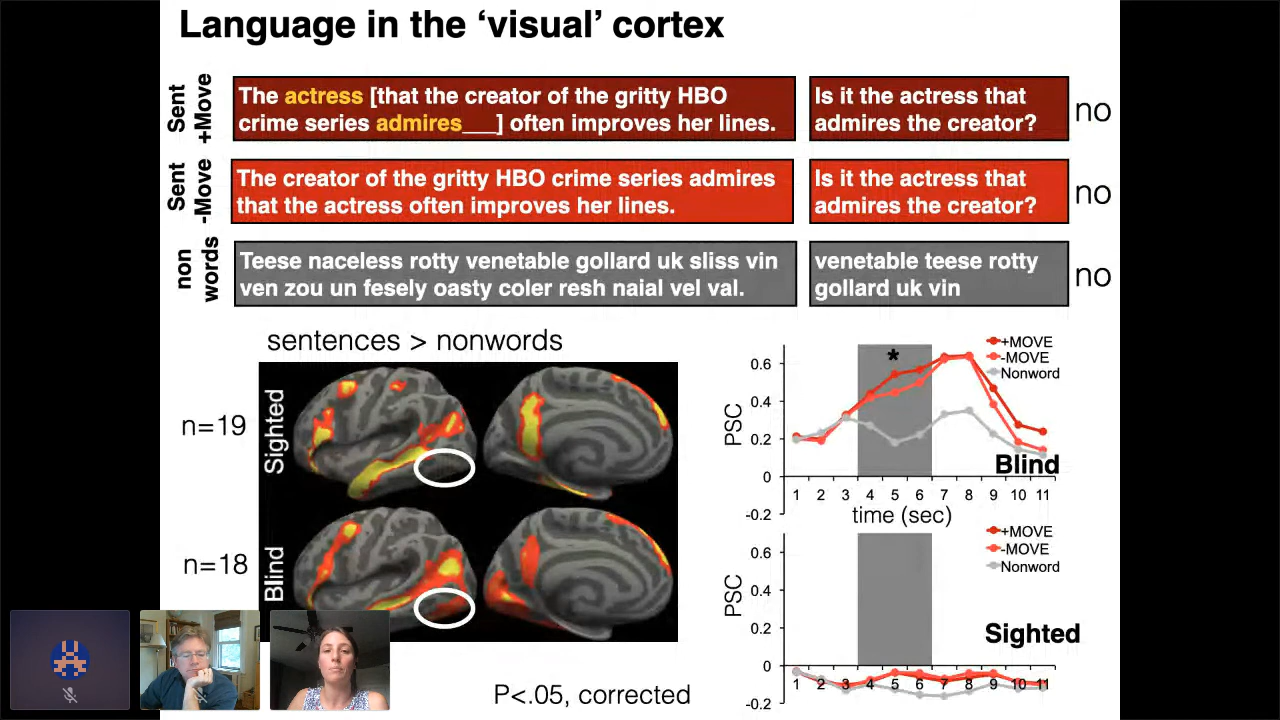 Language in the ‘visual’ cortex
Sent
+Move
The actress [that the creator of the gritty HBO
crime series admires___] often improves her lines.
Is it the actress that
admires the creator?
no
Sent
-Move
The creator of the gritty HBO crime series admires
that the actress often improves her lines.
Is it the actress that
admires the creator?
no
non
words
Teese naceless rotty venetable gollard uk sliss vin
ven zou un fesely oasty coler resh naial vel val.
venetable teese rotty
gollard uk vin
no
sentences > nonwords
n=19
Sighted
n=18
Blind
P<.05, corrected
+MOVE
-MOVE
Nonword
*
0.6
0.4
0.2
0
-0.2
PSC
Blind
1 2 3 4 5 6 7 8 9 10 11
time (sec)
+MOVE
-MOVE
Nonword
0.6
0.4
0.2
0
-0.2
PSC
Sighted
1 2 3 4 5 6 7 8 9 10 11